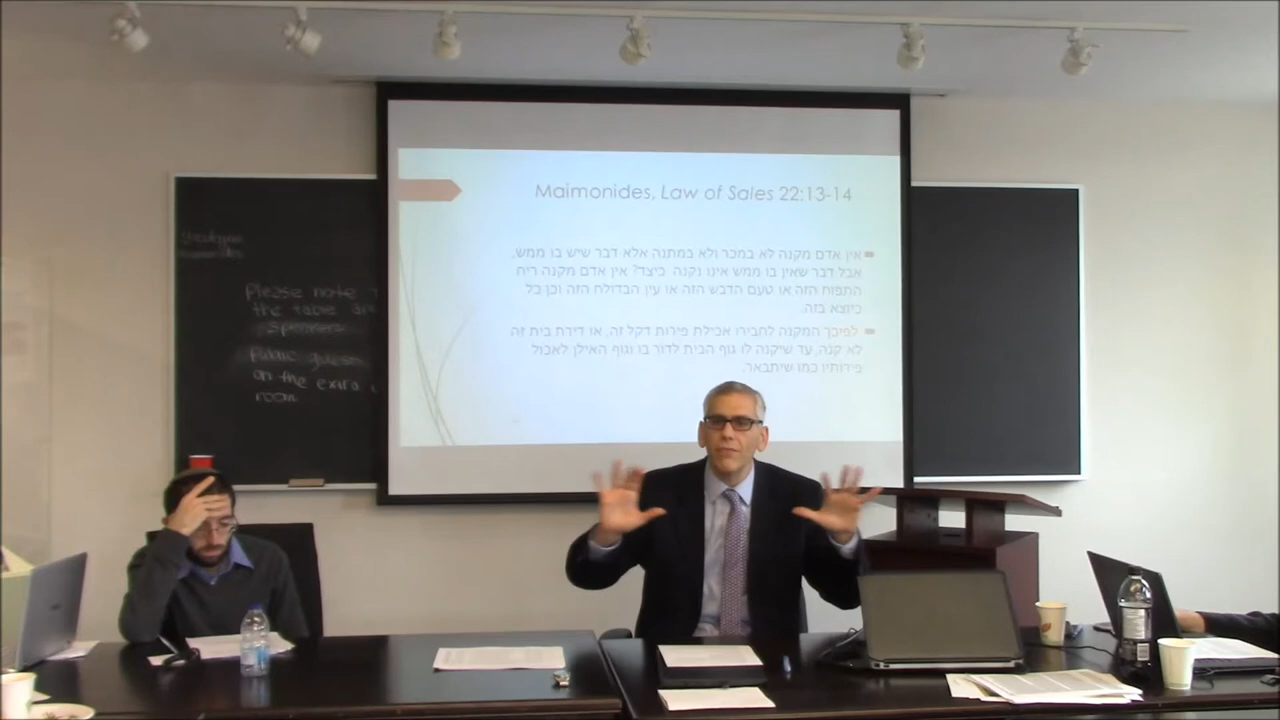 Maimonides, Law of Sales 22:13-14
אין אדם מקנה לא במכר ולא במתנה אלא דבר שיש בו ממש,
אבל דבר שאין בו ממש אינו נקנה כיצד? אין אדם מקנה ריח
התפוח הזה או טעם הדבש הזה או עין הבדולח הזה וכן כל
כיוצא בזה.
לפיכך המקנה לחבירו אכילת פירות דקל זה, או דירת בית זה
לא קנה, עד שיקנה לו גוף הבית לדור בו וגוף האילן לאכול
פירותיו כמו שיתבאר.
Please note
the table
Speakers
Public
on the extra
room